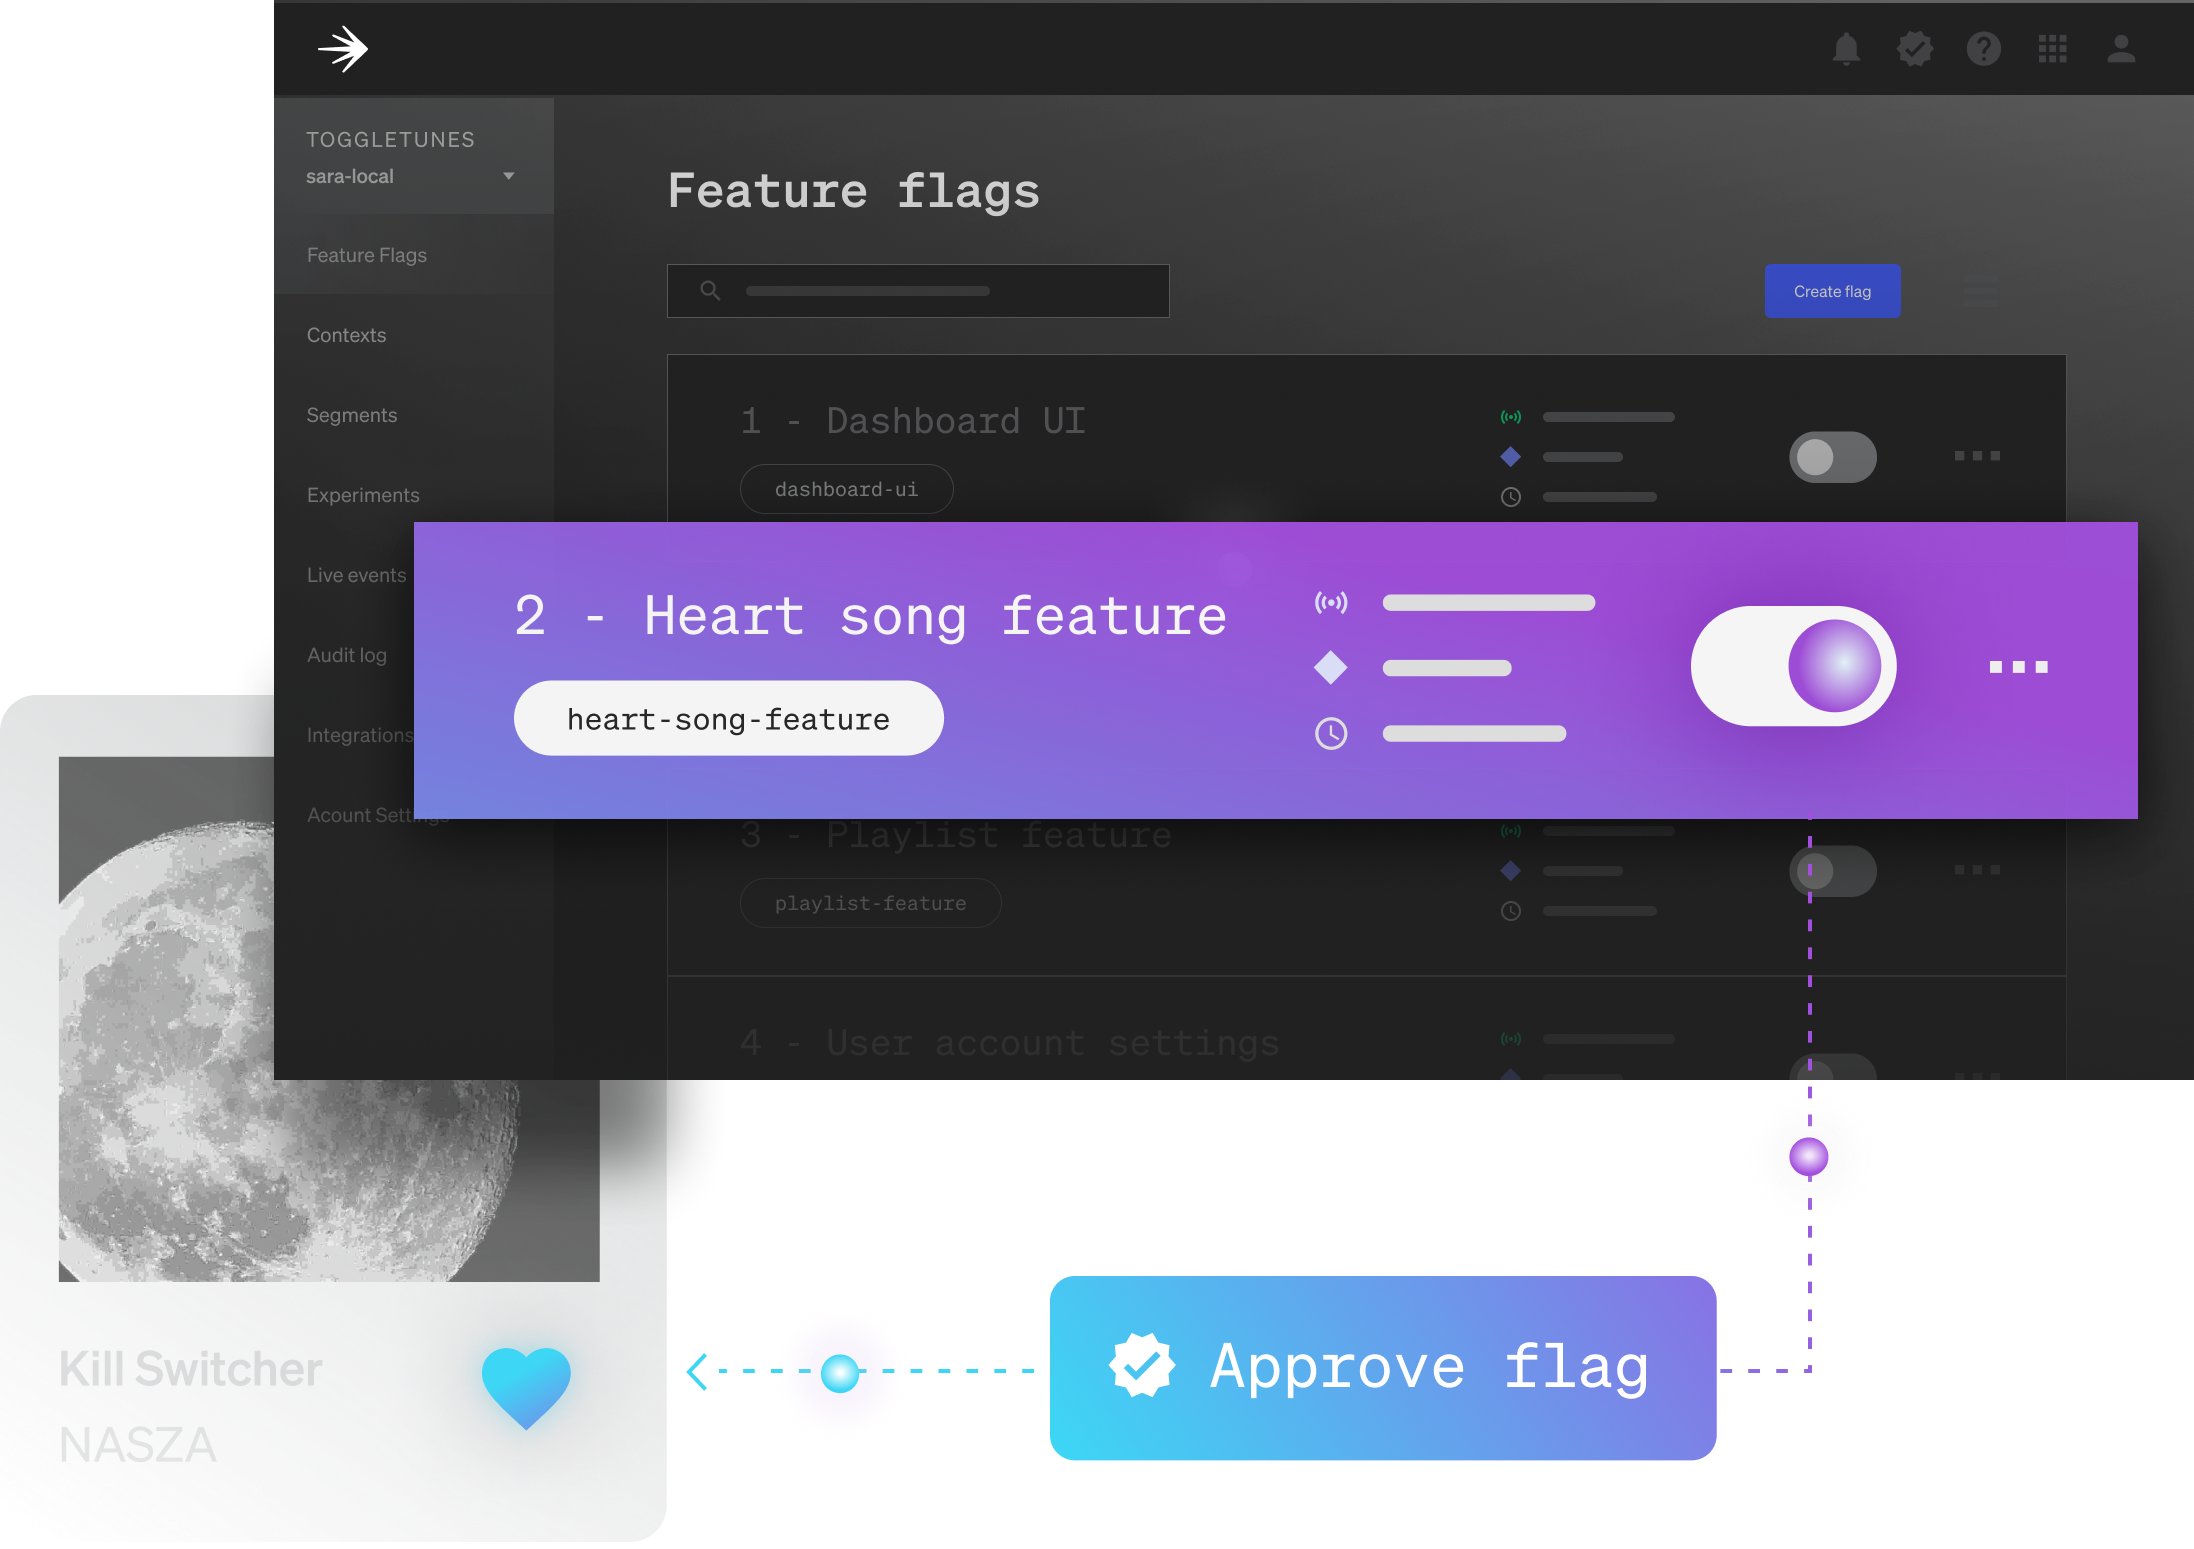 TOGGLETUNES
sara-local
Feature Flags
Contexts
Segments
Experiments
Live events
Audit log
Integrations
Acount Settings
Feature flags
Create flag
1 - Dashboard UI
dashboard-ui
2 - Heart song feature
heart-song-feature
3 - Playlist feature
playlist-feature
4 - User account settings
Approve flag
Kill Switcher
NASZA